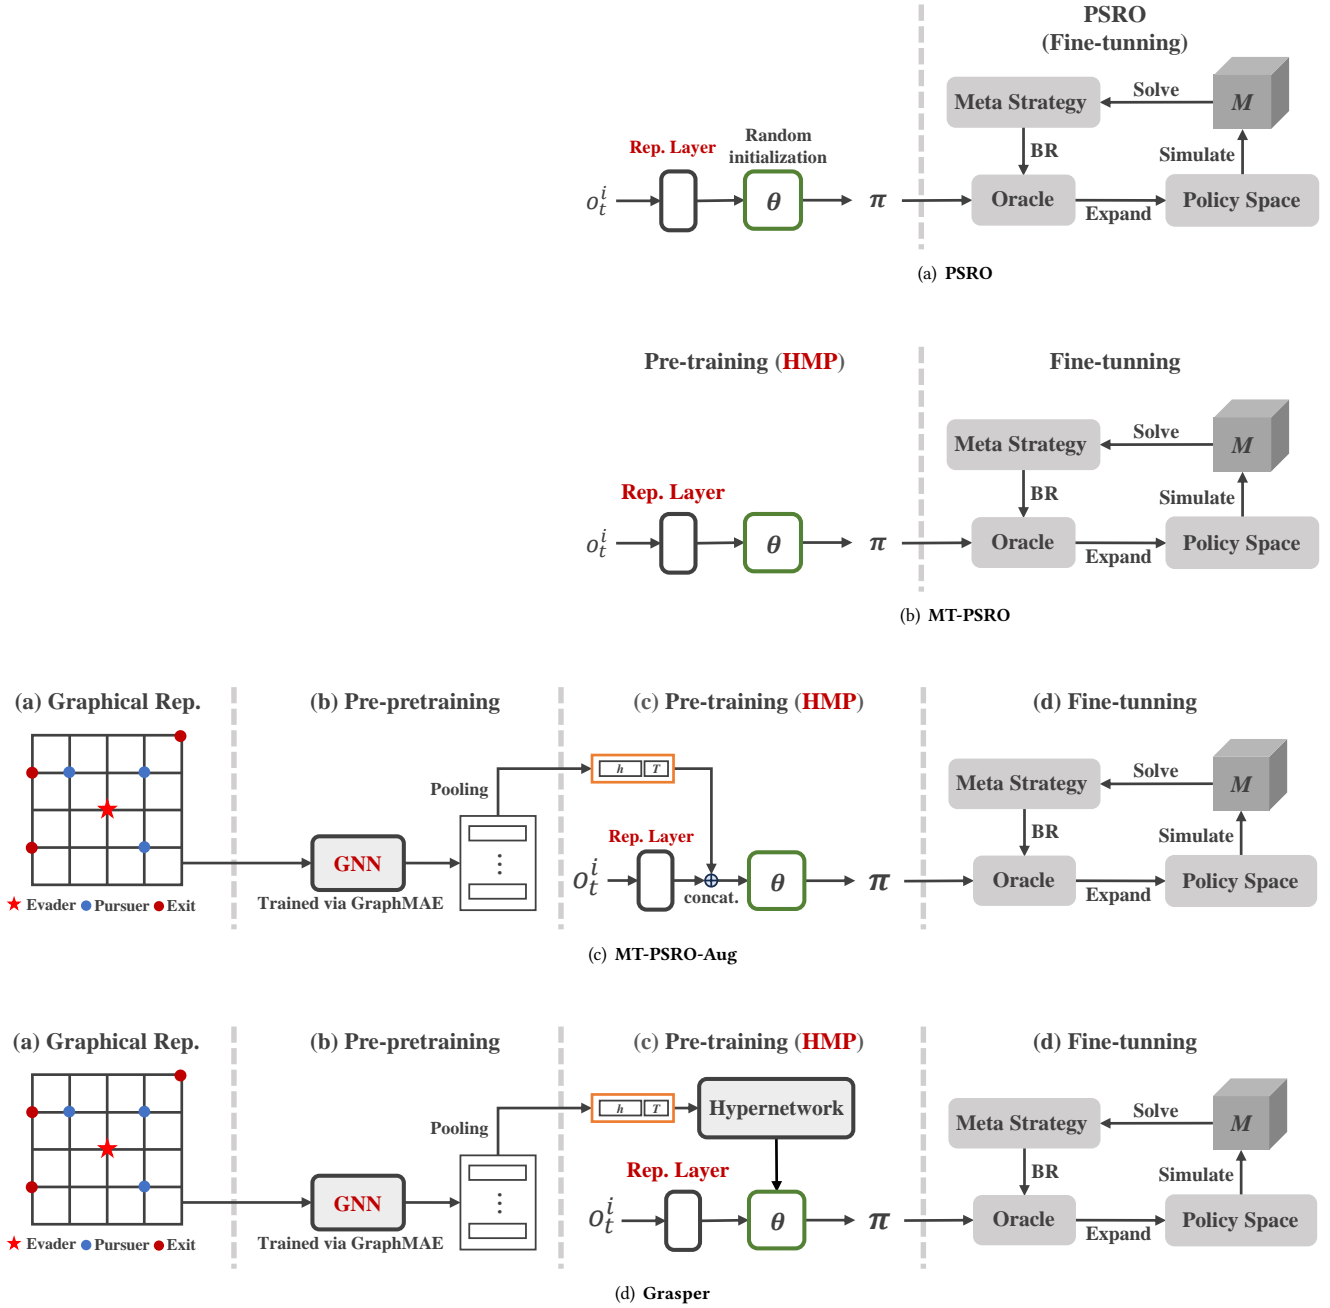 PSRO
(Fine-tunning)
Meta Strategy
Solve
M
BR
Simulate
Rep. Layer
Random
initialization
o_t^i
θ
π
Oracle
Expand
Policy Space
(a) PSRO
Pre-training (HMP)
Fine-tunning
Meta Strategy
Solve
M
BR
Simulate
Rep. Layer
o_t^i
θ
π
Oracle
Expand
Policy Space
(b) MT-PSRO
(a) Graphical Rep.
(b) Pre-pretraining
(c) Pre-training (HMP)
(d) Fine-tunning
Pooling
h T
Meta Strategy
Solve
M
BR
Simulate
Rep. Layer
GNN
Trained via GraphMAE
o_t^i
concat.
θ
π
Oracle
Expand
Policy Space
Evader Pursuer Exit
(c) MT-PSRO-Aug
(a) Graphical Rep.
(b) Pre-pretraining
(c) Pre-training (HMP)
(d) Fine-tunning
Pooling
h T
Hypernetwork
Meta Strategy
Solve
M
BR
Simulate
Rep. Layer
GNN
Trained via GraphMAE
o_t^i
θ
π
Oracle
Expand
Policy Space
Evader Pursuer Exit
(d) Grasper